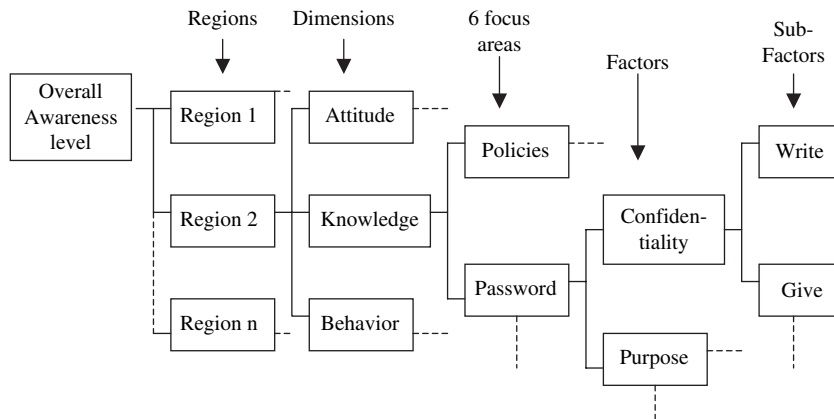 Regions
Dimensions
6 focus
areas
Factors
Sub-
Factors
Overall
Awareness
level
Region 1
Attitude
Policies
Write
Region 2
Knowledge
Confiden-
tiality
Password
Give
Region n
Behavior
Purpose